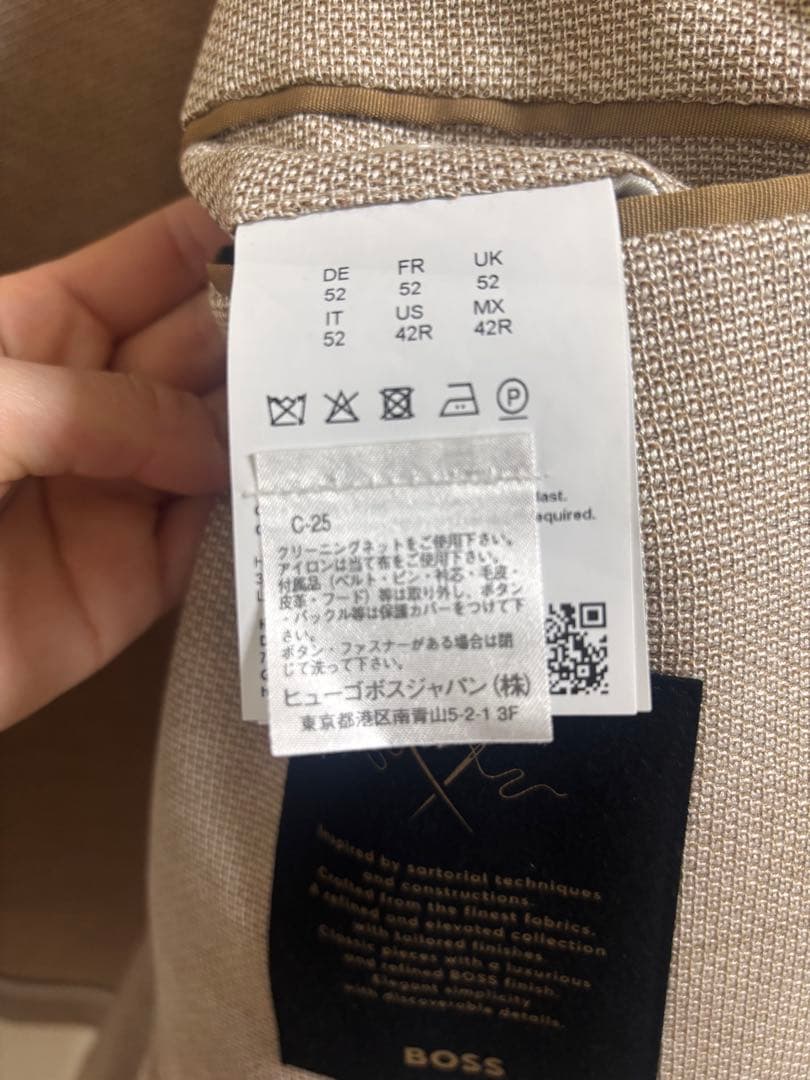 DE FR UK
52 52 52
IT US MX
52 42R 42R
P
last.
required.
C-25
クリーニングネットをご使用下さい。
アイロンは当て布をご使用下さい。
付属品（ベルト・ピン・衿芯・毛皮・
皮革・フード）等は取り外し、ボタン
・バックル等は保護カバーをつけて下
さい。
ボタン・ファスナーがある場合は閉
じて洗って下さい。
ヒューゴボスジャパン(株)
東京都港区南青山5-2-1 3F
Inspired by sartorial techniques
and constructions.
Crafted from the finest fabrics.
A refined and elevated collection
with tailored finishes
Classic pieces with a luxurious
and refined BOSS finish.
Elegant simplicity
with discoverable details.
BOSS